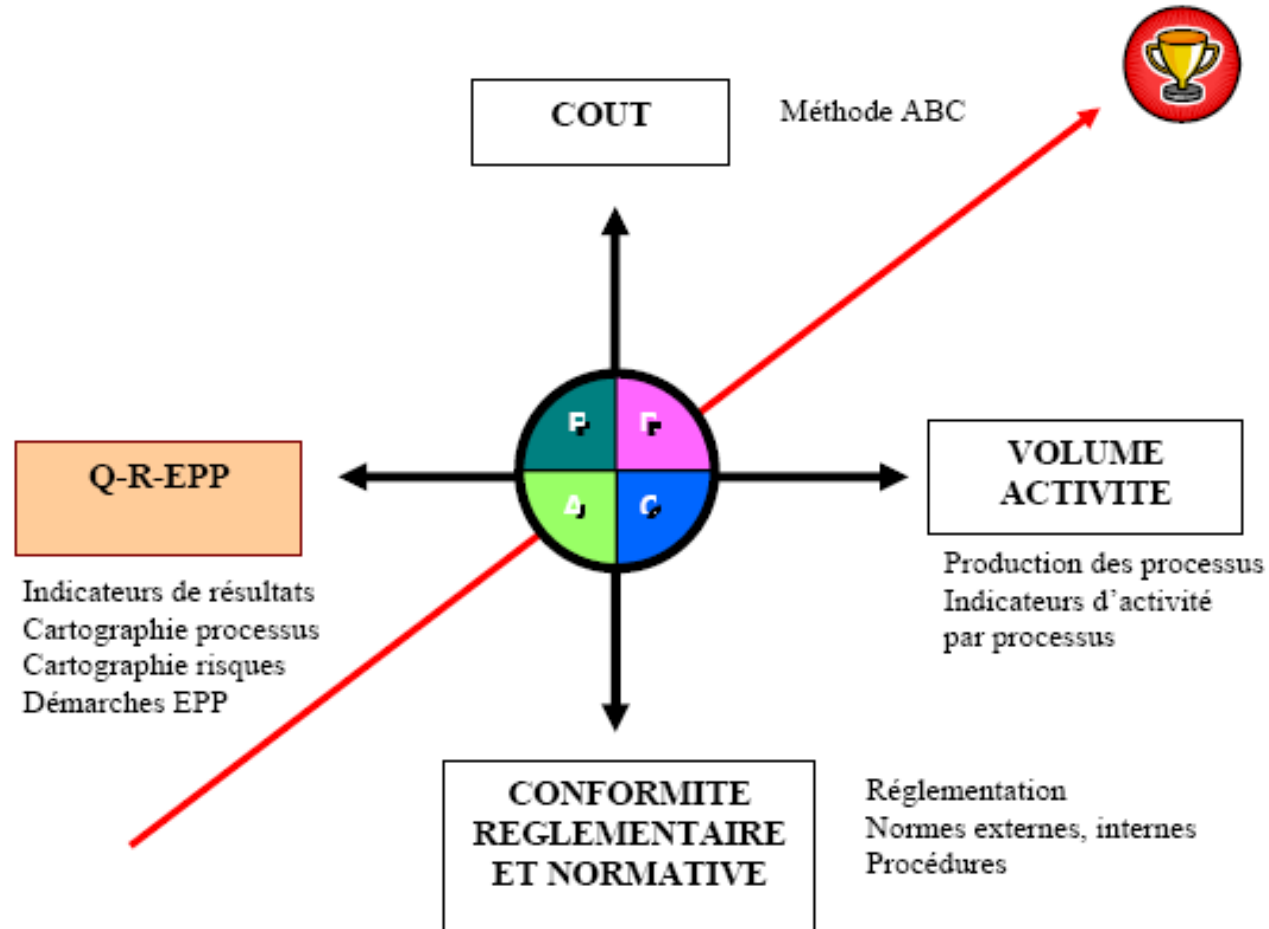 COUT
Méthode ABC
P
A
C
Q-R-EPP
Indicateurs de résultats
Cartographie processus
Cartographie risques
Démarches EPP
VOLUME
ACTIVITE
Production des processus
Indicateurs d’activité
par processus
CONFORMITE
REGLEMENTAIRE
ET NORMATIVE
Réglementation
Normes externes, internes
Procédures